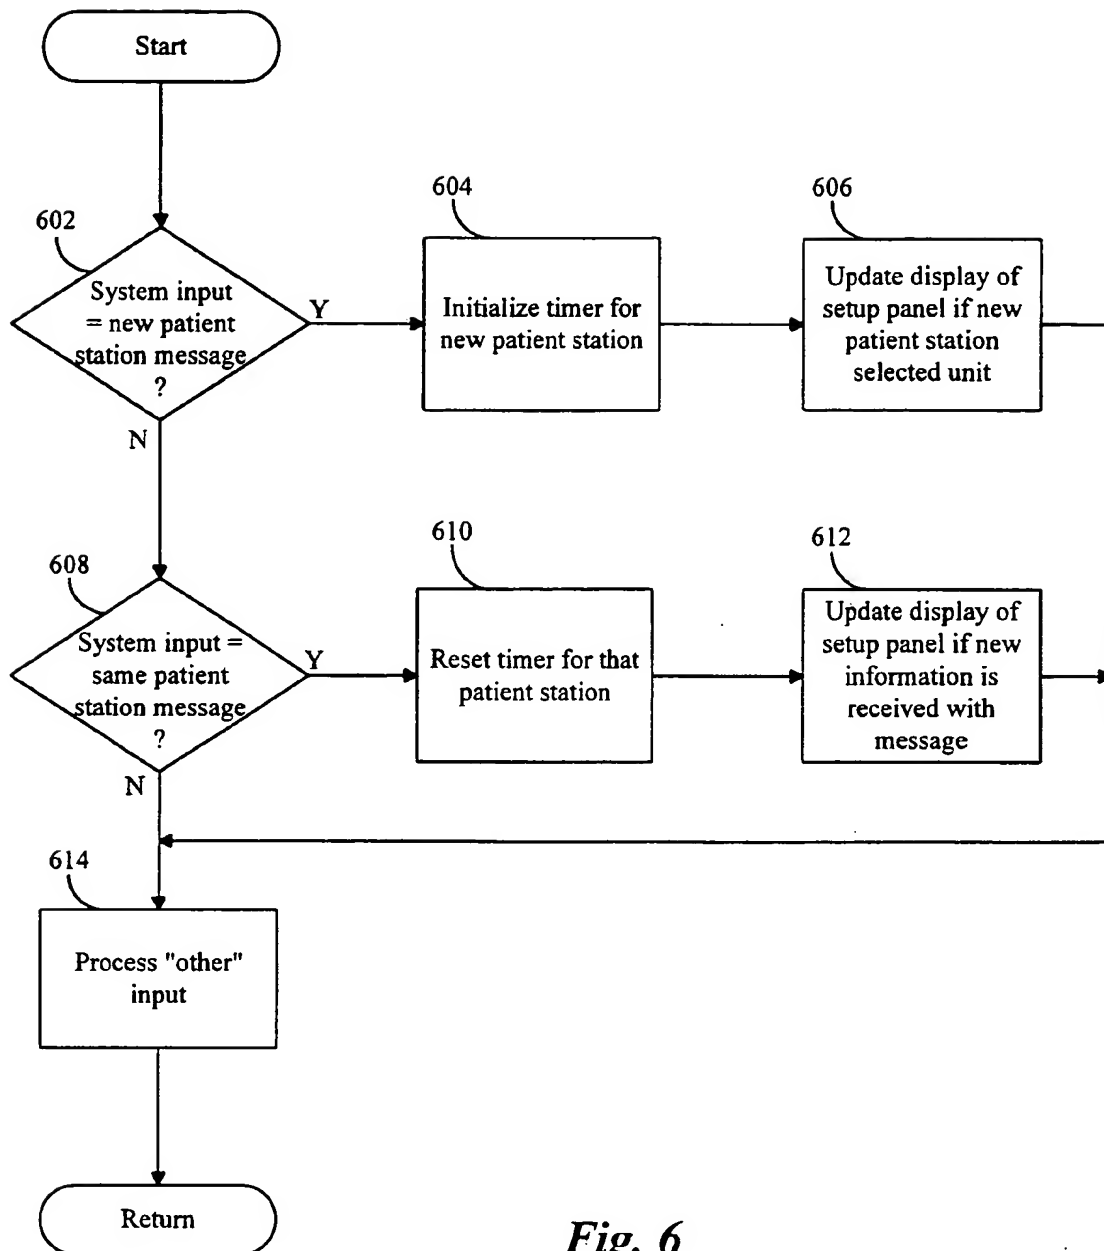 Start
602
System input
= new patient
station message
?
Y
N
604
Initialize timer for
new patient station
606
Update display of
setup panel if new
patient station
selected unit
608
System input =
same patient
station message
?
Y
N
610
Reset timer for that
patient station
612
Update display of
setup panel if new
information is
received with
message
614
Process "other"
input
Return
Fig. 6